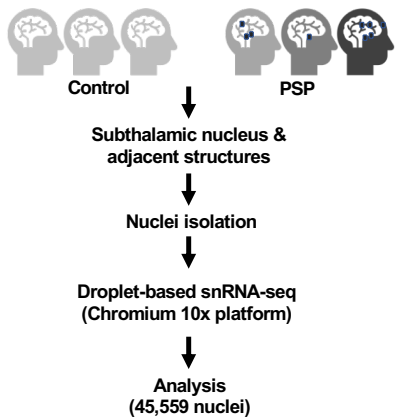 Control
PSP
Subthalamic nucleus &
adjacent structures
Nuclei isolation
Droplet-based snRNA-seq
(Chromium 10x platform)
Analysis
(45,559 nuclei)